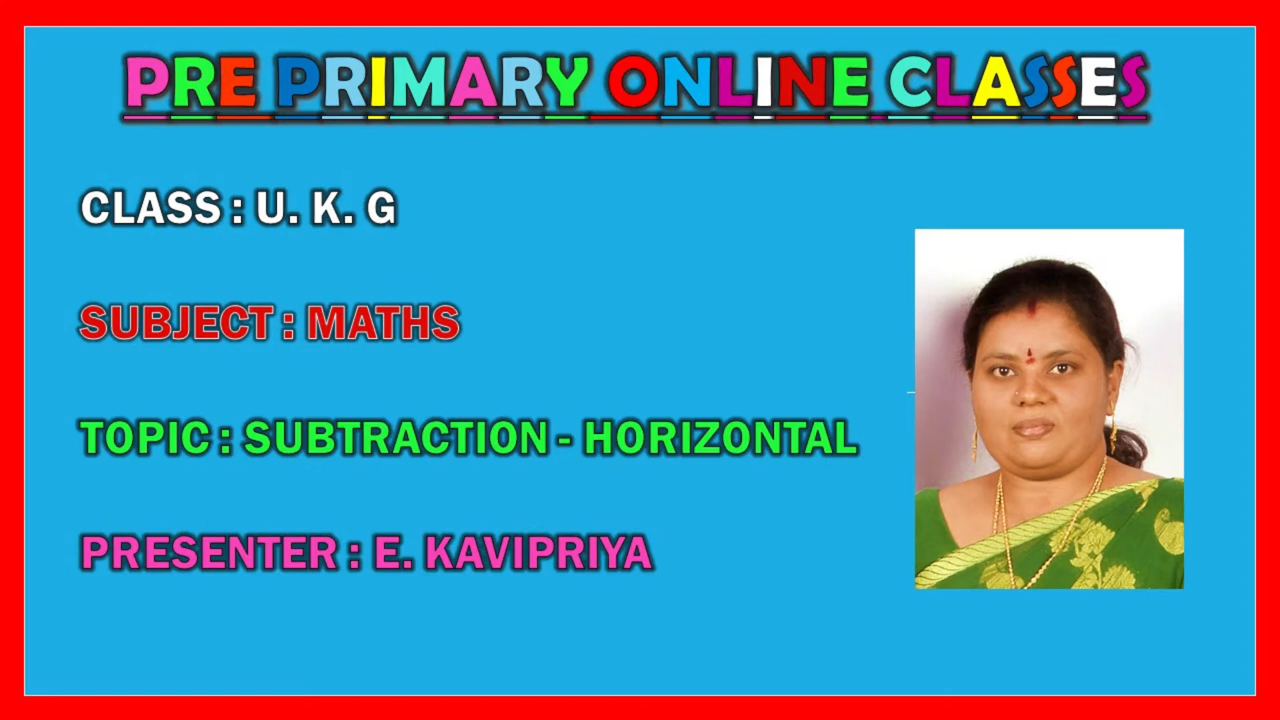 PRE PRIMARY ONLINE CLASSES
CLASS : U. K. G
SUBJECT : MATHS
TOPIC : SUBTRACTION - HORIZONTAL
PRESENTER : E. KAVIPRIYA